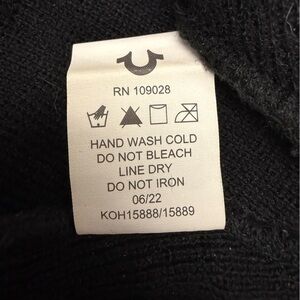 RN 109028
HAND WASH COLD
DO NOT BLEACH
LINE DRY
DO NOT IRON
06/22
KOH15888/15889